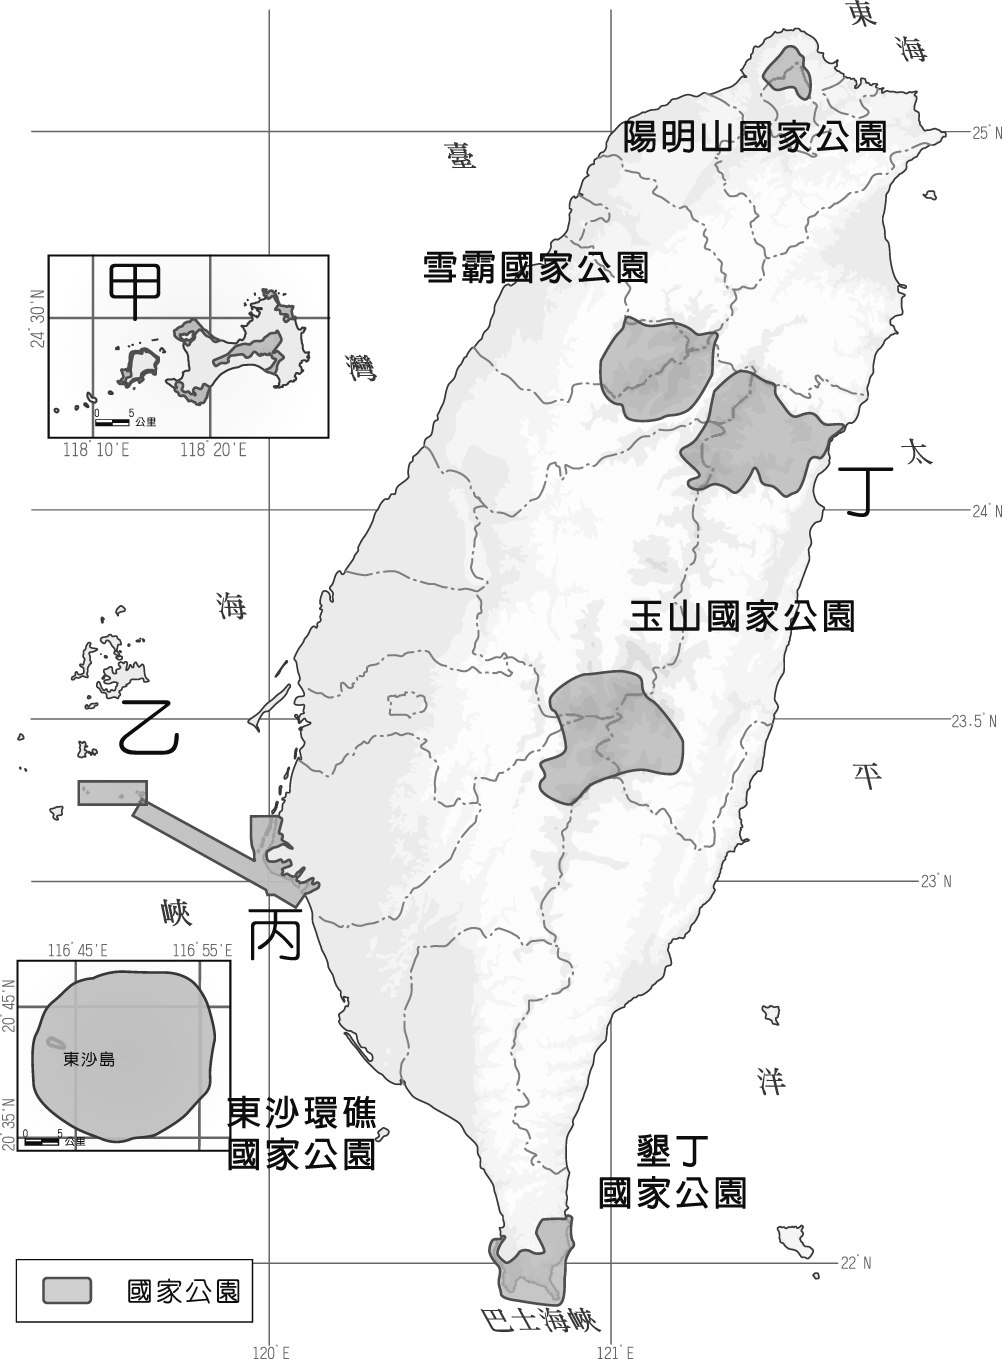 東
海
25°N
臺
陽明山國家公園
雪霸國家公園
甲
24°30'N
0 5 公里
118°10'E 118°20'E
灣
太
丁
24°N
海
玉山國家公園
乙
23.5°N
平
23°N
峽
丙
116°45'E 116°55'E
20°45'N
東沙島
20°35'N
0 5 公里
洋
東沙環礁
國家公園
墾丁
國家公園
22°N
國家公園
巴士海峽
120°E 121°E